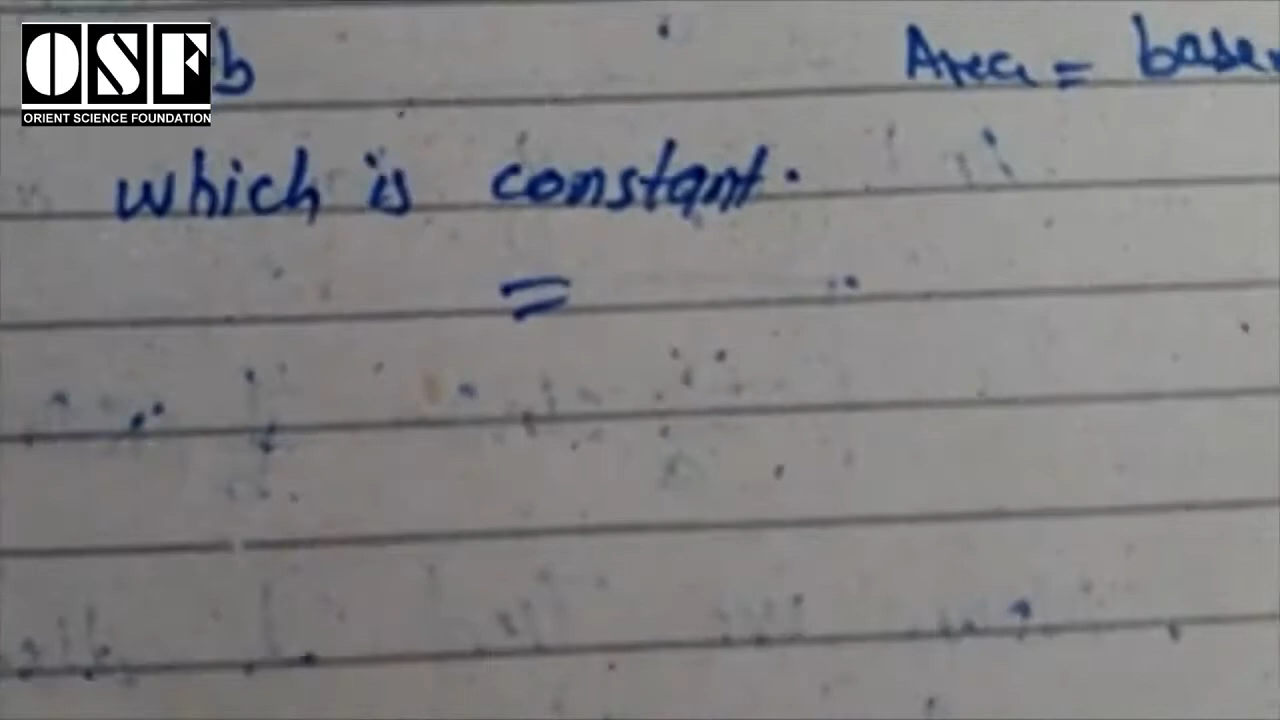 OSF
ORIENT SCIENCE FOUNDATION
b Area = base
which is constant.
=